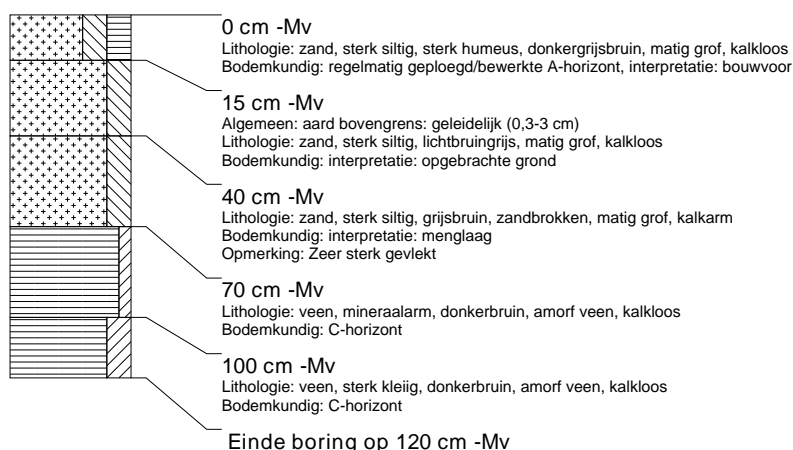 0 cm -Mv
Lithologie: zand, sterk siltig, sterk humeus, donkergrijsbruin, matig grof, kalkloos
Bodemkundig: regelmatig geploegd/bewerkte A-horizont, interpretatie: bouwvoor
15 cm -Mv
Algemeen: aard bovengrens: geleidelijk (0,3-3 cm)
Lithologie: zand, sterk siltig, lichtbruingrijs, matig grof, kalkloos
Bodemkundig: interpretatie: opgebrachte grond
40 cm -Mv
Lithologie: zand, sterk siltig, grijsbruin, zandbrokken, matig grof, kalkarm
Bodemkundig: interpretatie: menglaag
Opmerking: Zeer sterk gevlekt
70 cm -Mv
Lithologie: veen, mineraalarm, donkerbruin, amorf veen, kalkloos
Bodemkundig: C-horizont
100 cm -Mv
Lithologie: veen, sterk kleiig, donkerbruin, amorf veen, kalkloos
Bodemkundig: C-horizont
Einde boring op 120 cm -Mv